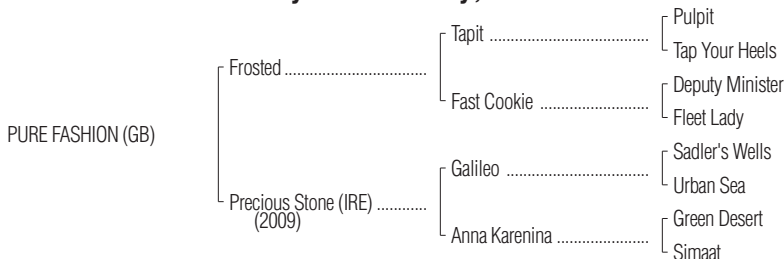 Pulpit
Tapit ..........................................
Tap Your Heels
Frosted ......................................
Deputy Minister
Fast Cookie ............................
Fleet Lady
PURE FASHION (GB)
Sadler's Wells
Galileo .....................................
Urban Sea
Precious Stone (IRE) .............
(2009)
Green Desert
Anna Karenina ........................
Simaat